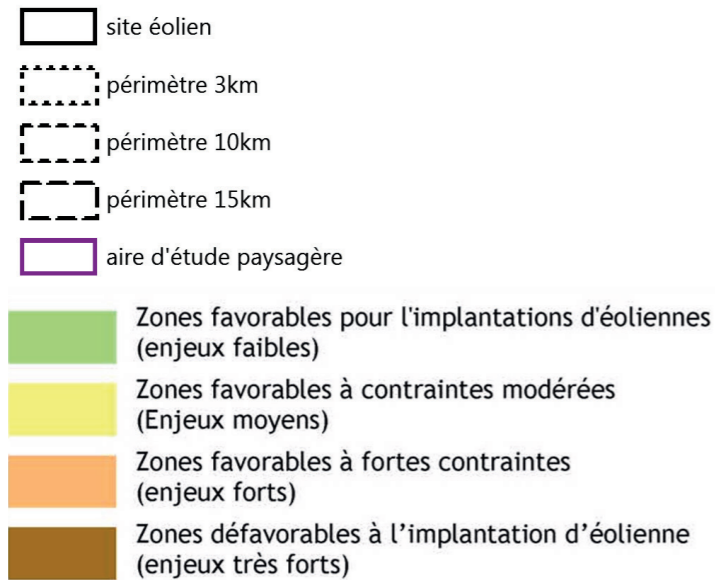 site éolien
périmètre 3km
périmètre 10km
périmètre 15km
aire d'étude paysagère
Zones favorables pour l'implantations d'éoliennes
(enjeux faibles)
Zones favorables à contraintes modérées
(Enjeux moyens)
Zones favorables à fortes contraintes
(enjeux forts)
Zones défavorables à l’implantation d’éolienne
(enjeux très forts)